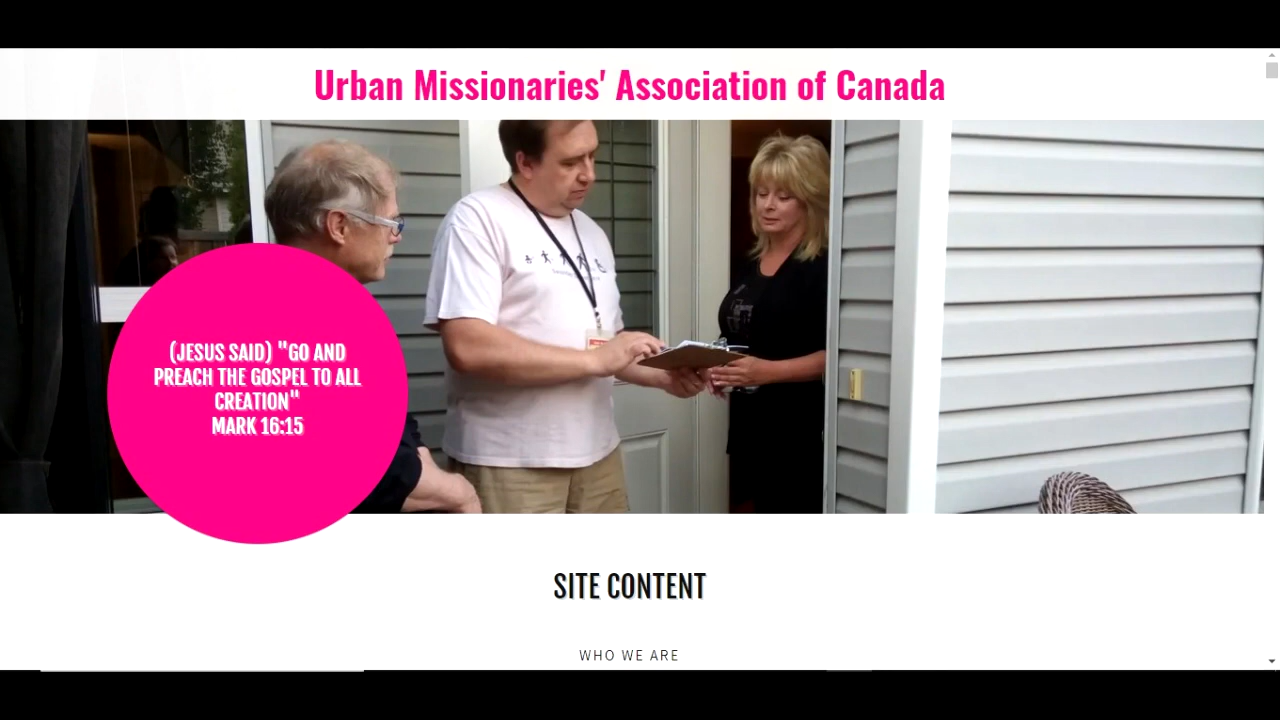 Urban Missionaries' Association of Canada
(JESUS SAID) "GO AND
PREACH THE GOSPEL TO ALL
CREATION"
MARK 16:15
SITE CONTENT
WHO WE ARE